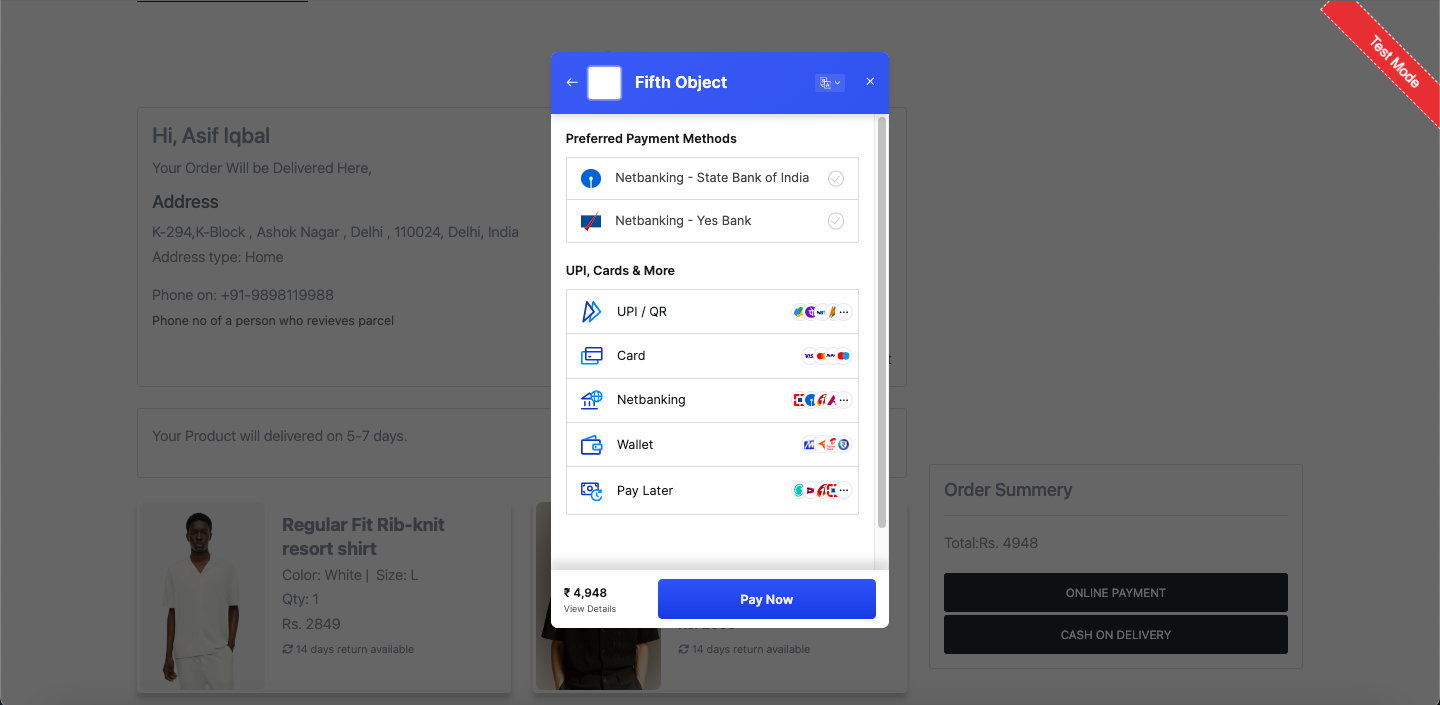 Test Mode
Fifth Object
Hi, Asif Iqbal
Your Order Will be Delivered Here,
Address
K-294,K-Block , Ashok Nagar , Delhi , 110024, Delhi, India
Address type: Home
Phone on: +91-9898119988
Phone no of a person who revieves parcel
Your Product will delivered on 5-7 days.
Regular Fit Rib-knit
resort shirt
Color: White | Size: L
Qty: 1
Rs. 2849
14 days return available
Preferred Payment Methods
Netbanking - State Bank of India
Netbanking - Yes Bank
UPI, Cards & More
UPI / QR
Card
VISA
Netbanking
Wallet
Pay Later
₹ 4,948
View Details
Pay Now
14 days return available
Order Summery
Total:Rs. 4948
ONLINE PAYMENT
CASH ON DELIVERY